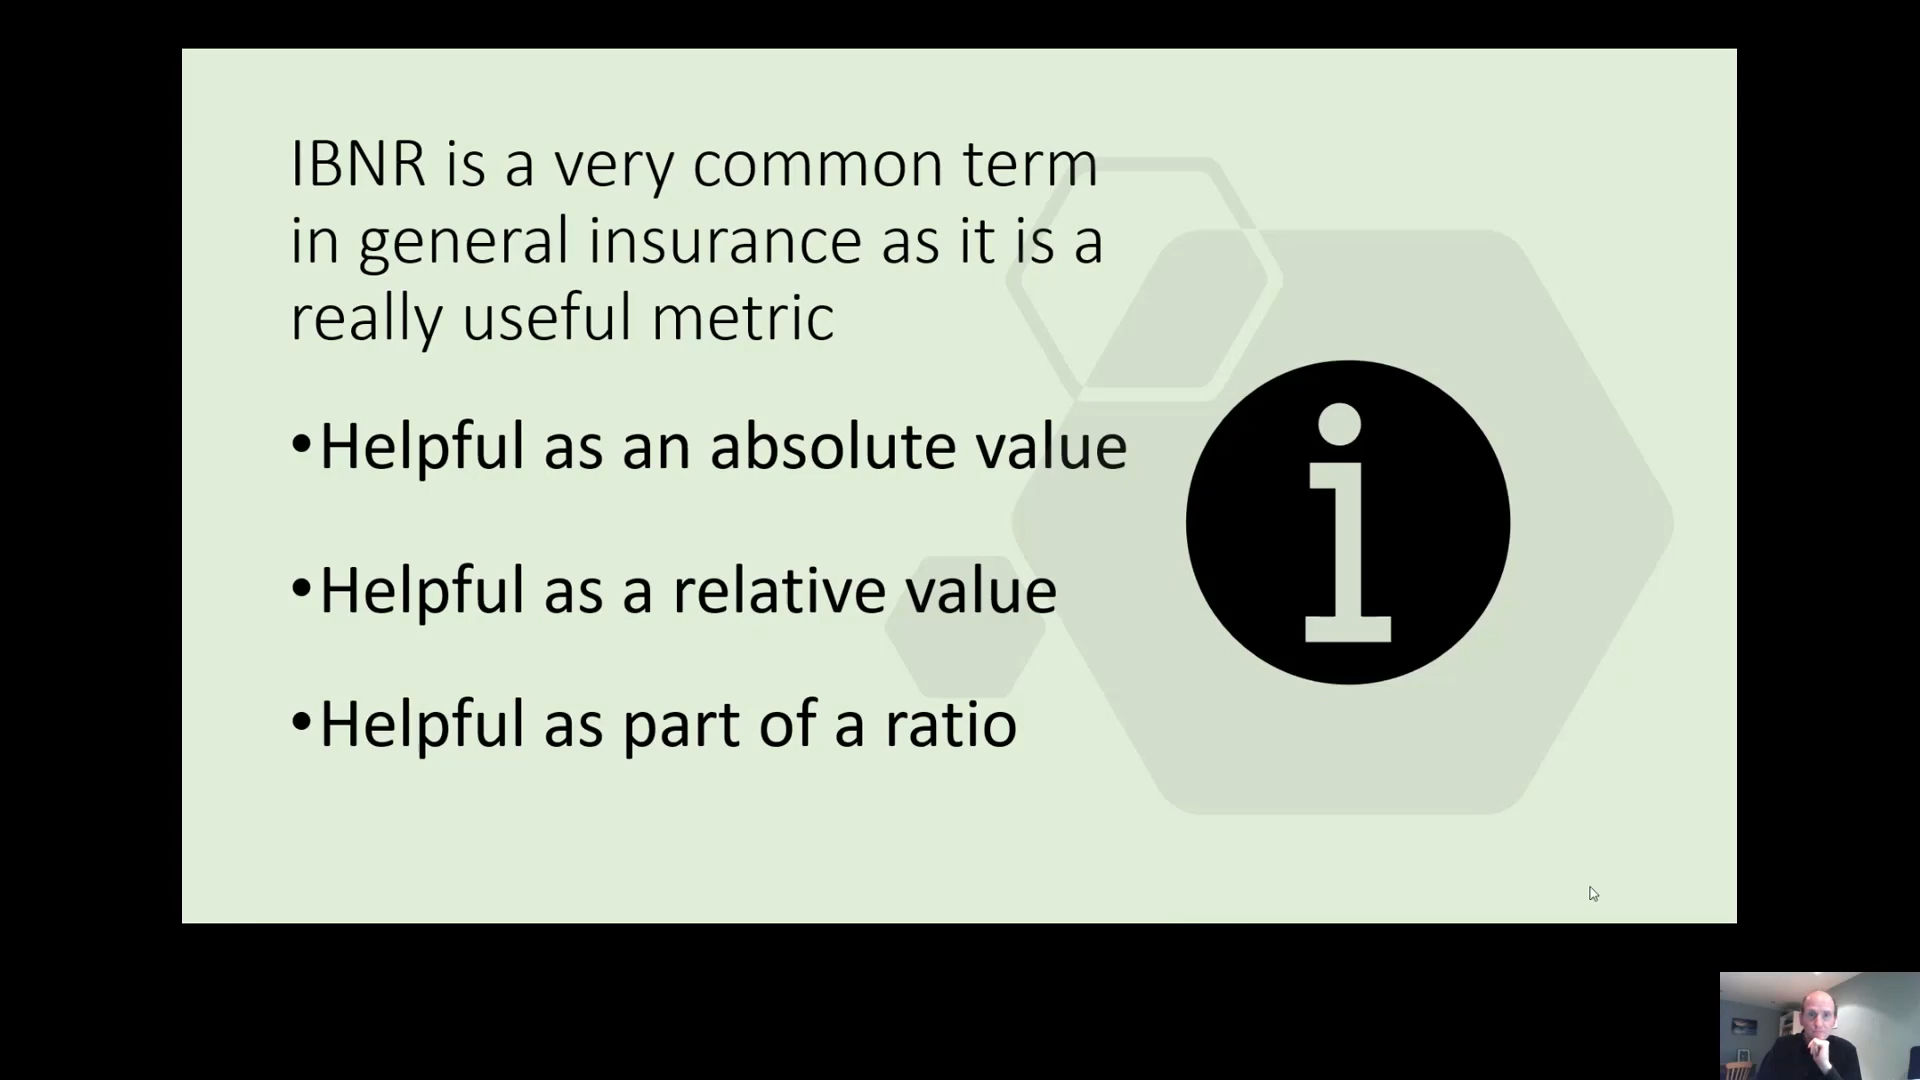 IBNR is a very common term
in general insurance as it is a
really useful metric
•Helpful as an absolute value
•Helpful as a relative value
•Helpful as part of a ratio
i